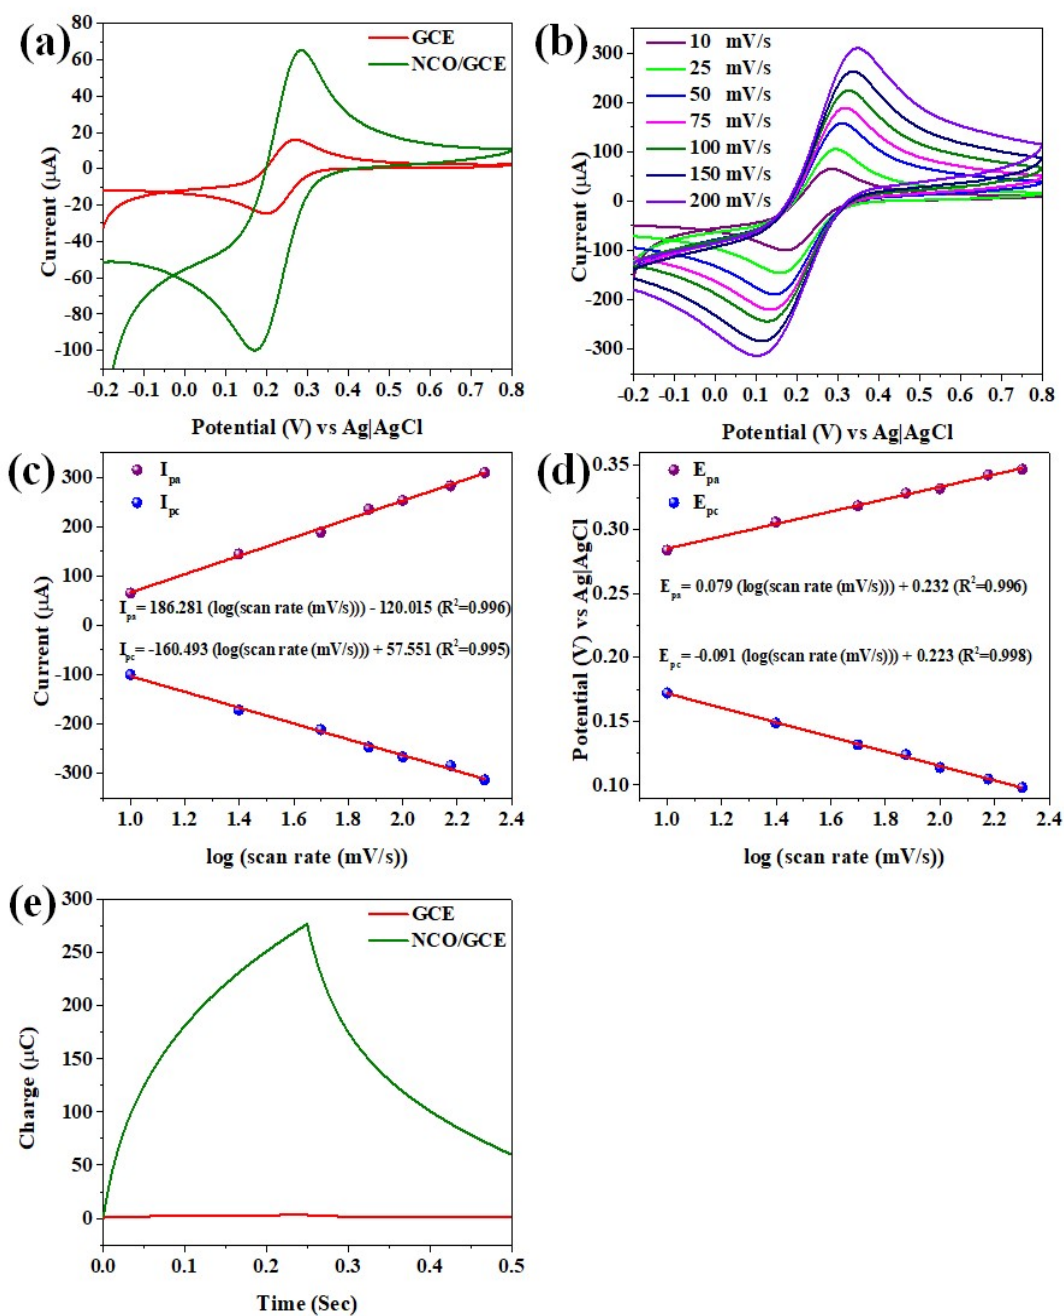 (a)
GCE
NCO/GCE
80
60
40
20
0
-20
-40
-60
-80
-100
Current (μA)
-0.2 -0.1 0.0 0.1 0.2 0.3 0.4 0.5 0.6 0.7 0.8
Potential (V) vs Ag|AgCl
(b)
10 mV/s
25 mV/s
50 mV/s
75 mV/s
100 mV/s
150 mV/s
200 mV/s
300
200
100
0
-100
-200
-300
Current (μA)
-0.2 -0.1 0.0 0.1 0.2 0.3 0.4 0.5 0.6 0.7 0.8
Potential (V) vs Ag|AgCl
(c)
I_pa
I_pc
300
200
100
0
-100
-200
-300
Current (μA)
I_pa= 186.281 (log(scan rate (mV/s))) - 120.015 (R²=0.996)
I_pc= -160.493 (log(scan rate (mV/s))) + 57.551 (R²=0.995)
1.0 1.2 1.4 1.6 1.8 2.0 2.2 2.4
log (scan rate (mV/s))
(d)
E_pa
E_pc
0.35
0.30
0.25
0.20
0.15
0.10
Potential (V) vs Ag|AgCl
E_pa= 0.079 (log(scan rate (mV/s))) + 0.232 (R²=0.996)
E_pc= -0.091 (log(scan rate (mV/s))) + 0.223 (R²=0.998)
1.0 1.2 1.4 1.6 1.8 2.0 2.2 2.4
log (scan rate (mV/s))
(e)
GCE
NCO/GCE
300
250
200
150
100
50
0
Charge (μC)
0.0 0.1 0.2 0.3 0.4 0.5
Time (Sec)